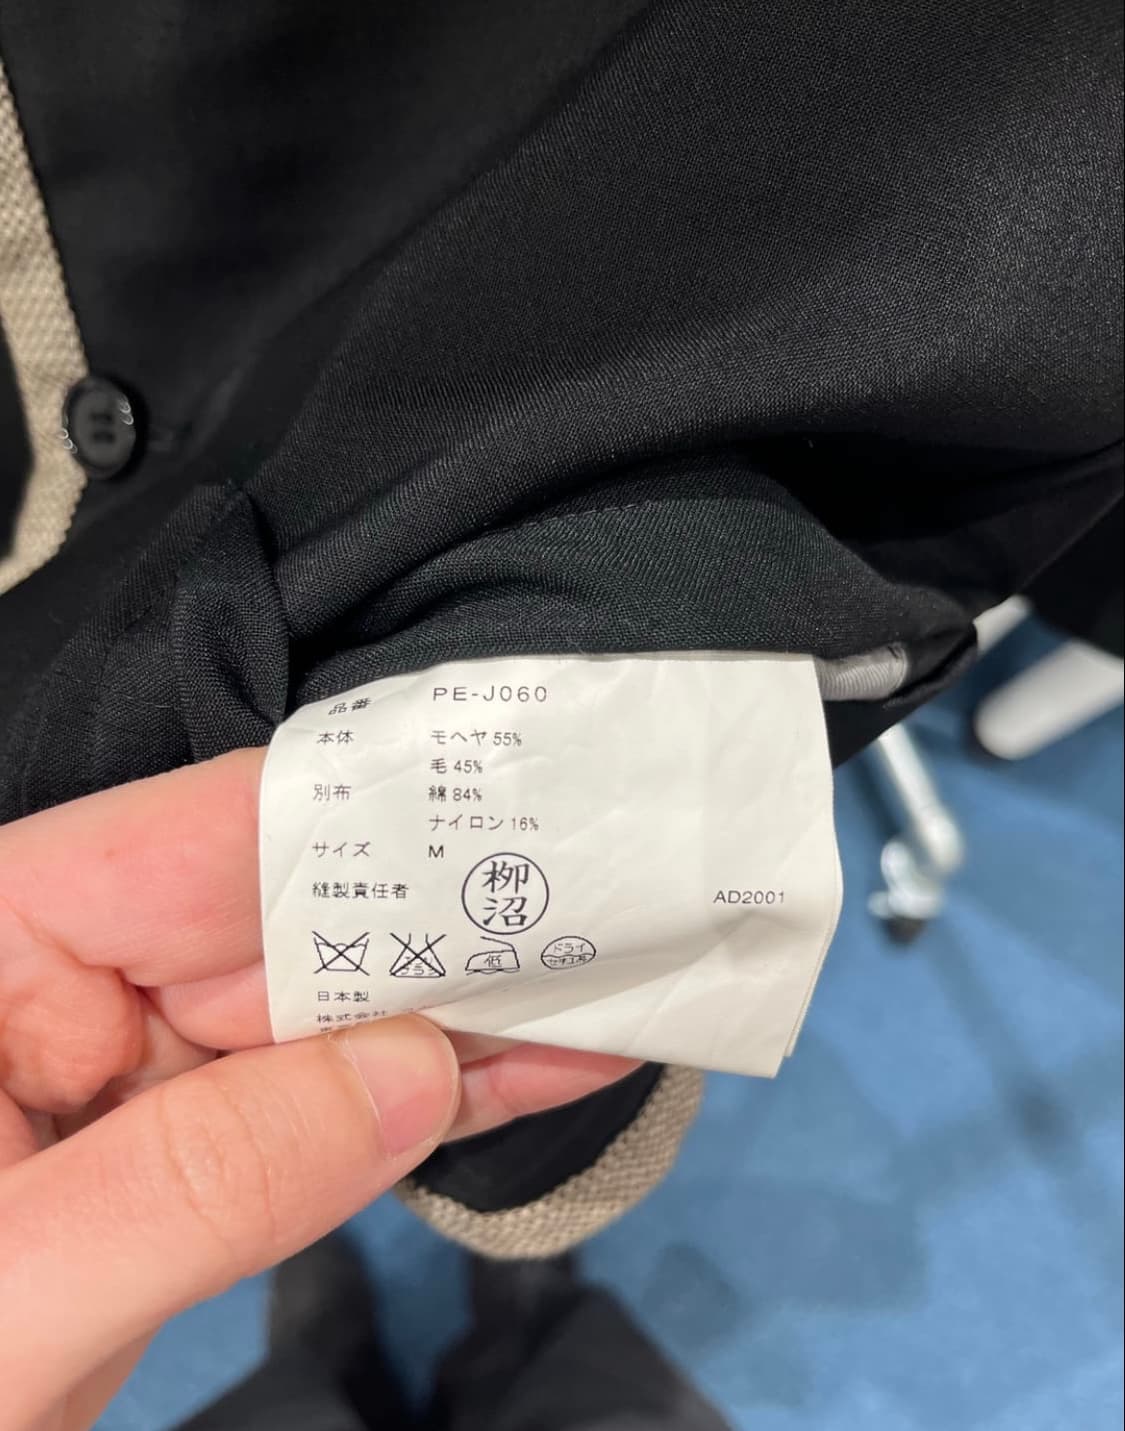 品番 PE-J060
本体 モヘヤ 55%
毛 45%
別布 綿 84%
ナイロン 16%
サイズ M
縫製責任者 柳沼 AD2001
低 ドライ
日本製
株式会社